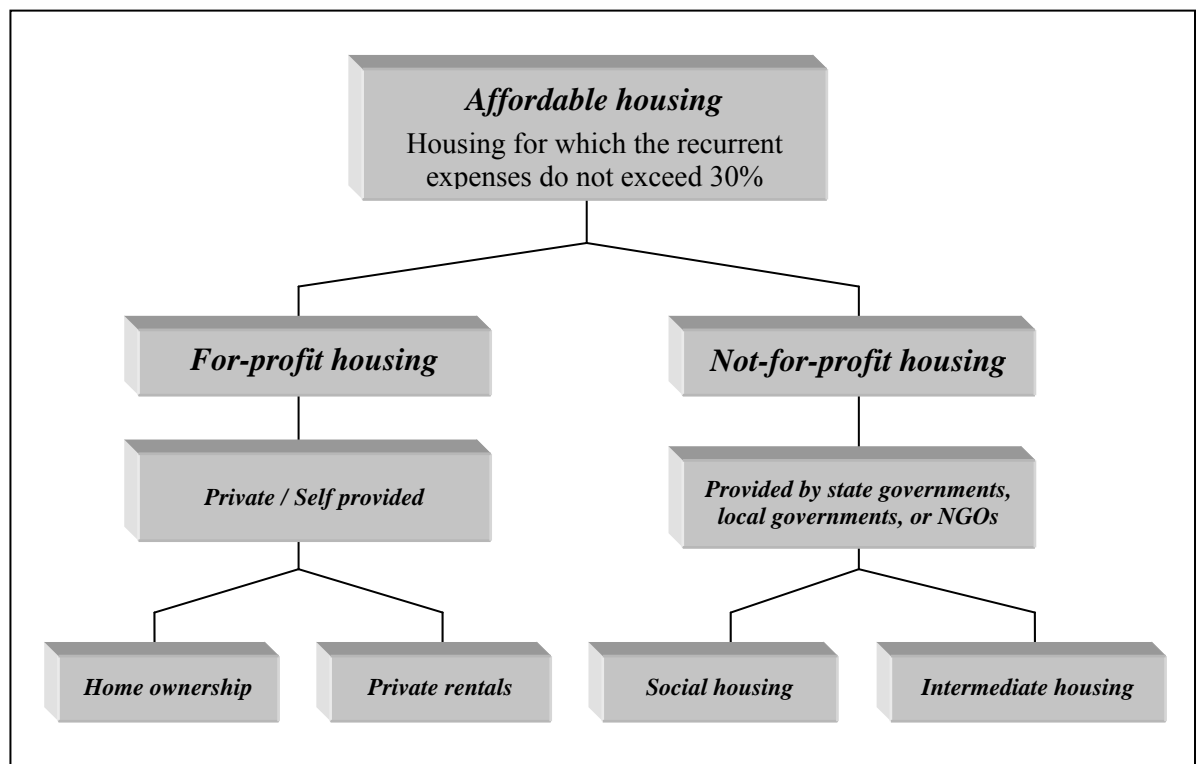 Affordable housing
Housing for which the recurrent
expenses do not exceed 30%
For-profit housing
Not-for-profit housing
Private / Self provided
Provided by state governments,
local governments, or NGOs
Home ownership
Private rentals
Social housing
Intermediate housing